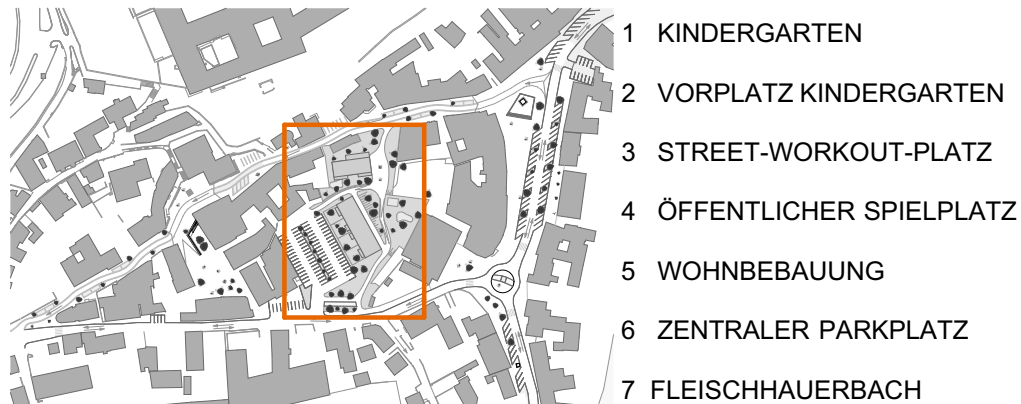 1 KINDERGARTEN
2 VORPLATZ KINDERGARTEN
3 STREET-WORKOUT-PLATZ
4 ÖFFENTLICHER SPIELPLATZ
5 WOHNBEBAUUNG
6 ZENTRALER PARKPLATZ
7 FLEISCHHAUERBACH